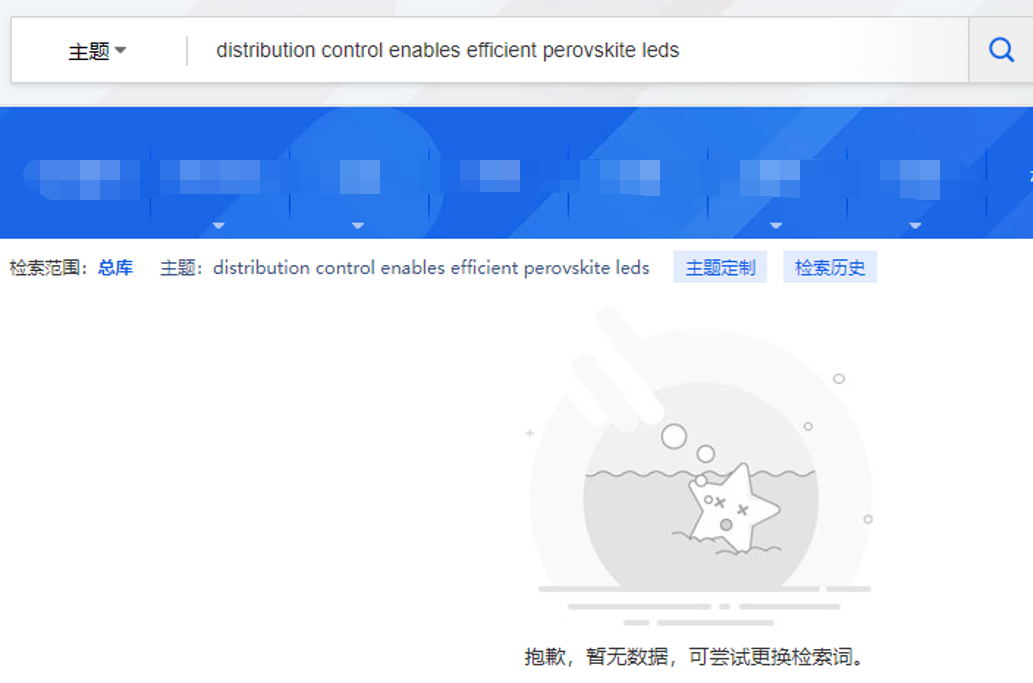 主题 distribution control enables efficient perovskite leds
检索范围：总库 主题：distribution control enables efficient perovskite leds 主题定制 检索历史
抱歉，暂无数据，可尝试更换检索词。